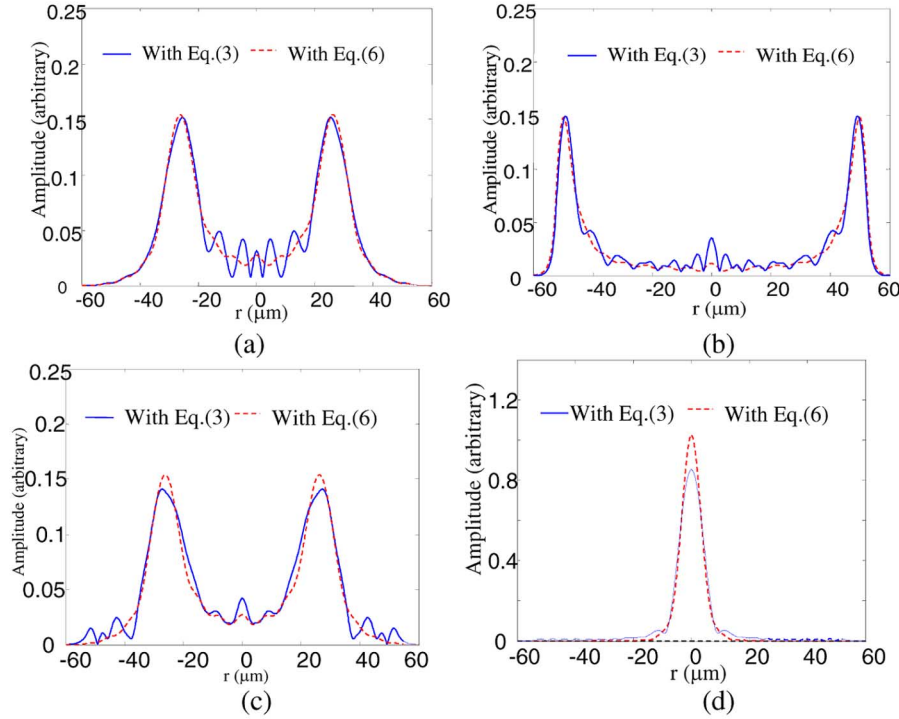 0.25
With Eq.(3) With Eq.(6)
0.2
0.15
0.1
0.05
0
Amplitude (arbitrary)
-60 -40 -20 0 20 40 60
r (μm)
(a)
0.25
With Eq.(3) With Eq.(6)
0.2
0.15
0.1
0.05
0
Amplitude (arbitrary)
-60 -40 -20 0 20 40 60
r (μm)
(b)
0.25
With Eq.(3) With Eq.(6)
0.2
0.15
0.1
0.05
0
Amplitude (arbitrary)
-60 -40 -20 0 20 40 60
r (μm)
(c)
1.2
With Eq.(3) With Eq.(6)
0.8
0.4
0
Amplitude (arbitrary)
-60 -40 -20 0 20 40 60
r (μm)
(d)